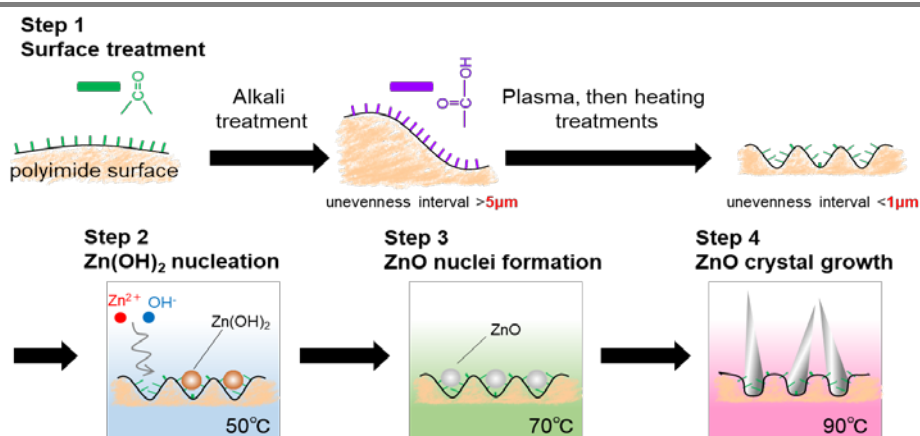 Step 1
Surface treatment
O
C
polyimide surface
Alkali
treatment
OH
O=C
unevenness interval >5μm
Plasma, then heating
treatments
unevenness interval <1μm
Step 2
Zn(OH)₂ nucleation
Zn²⁺ OH⁻
Zn(OH)₂
50℃
Step 3
ZnO nuclei formation
ZnO
70℃
Step 4
ZnO crystal growth
90℃